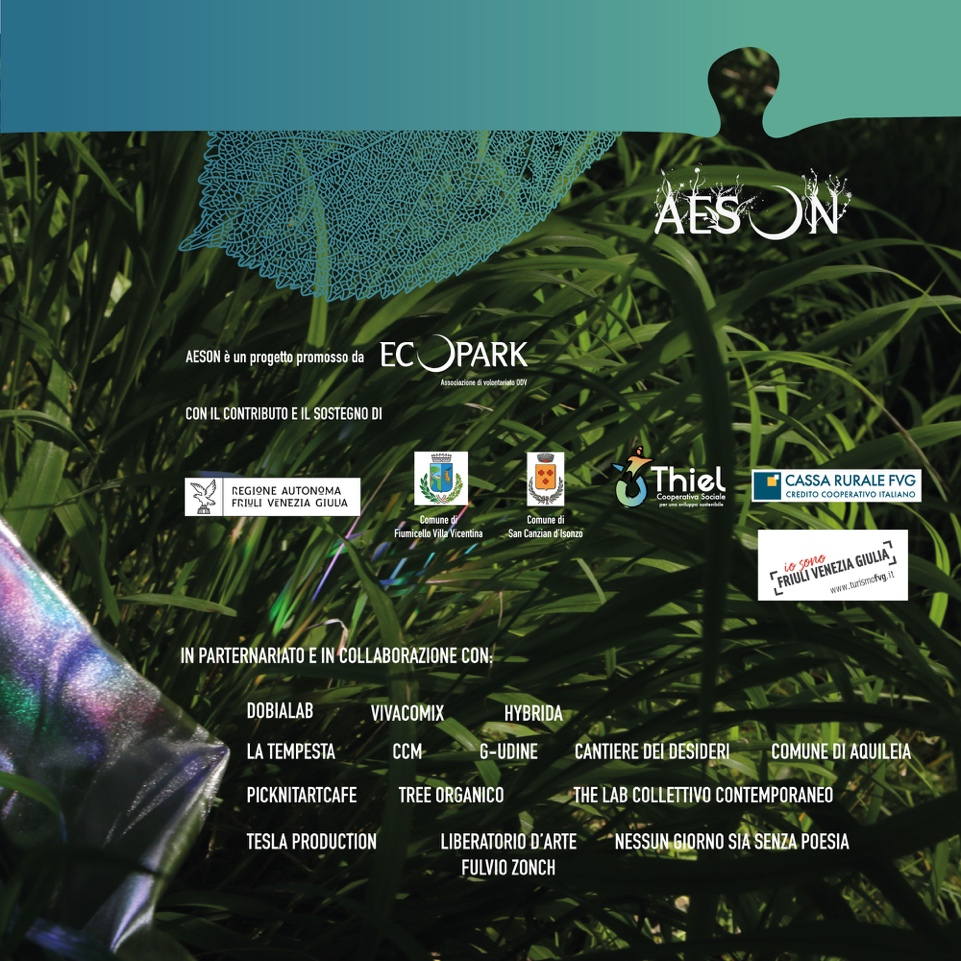 AESON
AESON è un progetto promosso da ECOPARK
Associazione di volontariato ODV
CON IL CONTRIBUTO E IL SOSTEGNO DI
REGIONE AUTONOMA
FRIULI VENEZIA GIULIA
Comune di
Fiumicello Villa Vicentina
Comune di
San Canzian d'Isonzo
Thiel
Cooperativa Sociale
per uno sviluppo sostenibile
CASSA RURALE FVG
CREDITO COOPERATIVO ITALIANO
io sono
FRIULI VENEZIA GIULIA
www.turismofvg.it
IN PARTERNARIATO E IN COLLABORAZIONE CON:
DOBIALAB VIVACOMIX HYBRIDA
LA TEMPESTA CCM G-UDINE CANTIERE DEI DESIDERI COMUNE DI AQUILEIA
PICKNITARTCAFE TREE ORGANICO THE LAB COLLETTIVO CONTEMPORANEO
TESLA PRODUCTION LIBERATORIO D'ARTE NESSUN GIORNO SIA SENZA POESIA
FULVIO ZONCH